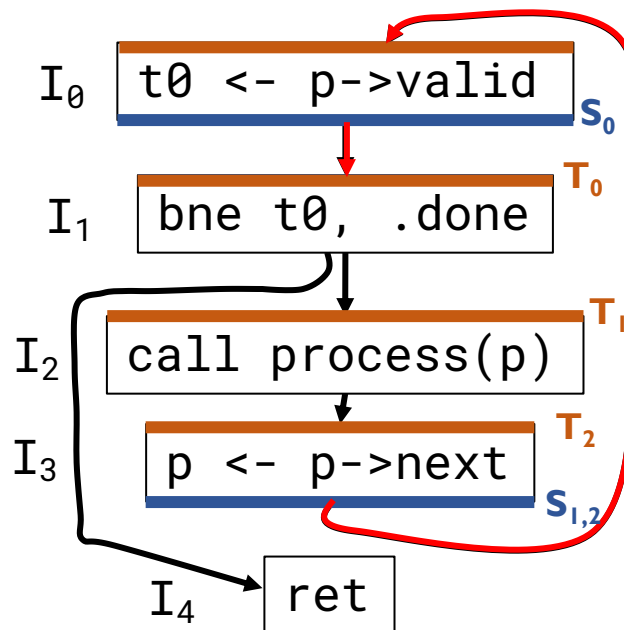 I₀ t0 <- p->valid
S₀
T₀
I₁ bne t0, .done
T₁
I₂ call process(p)
T₂
I₃ p <- p->next
S₁,₂
I₄ ret